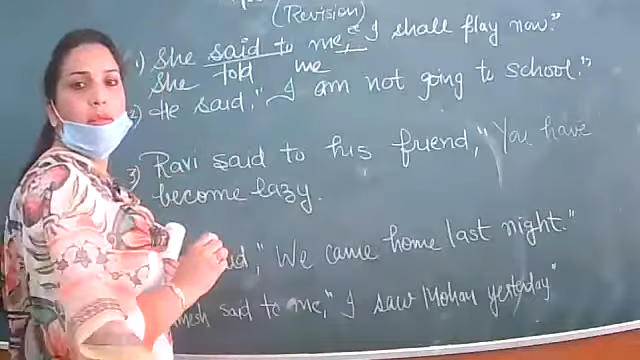 (Revision)
1) She said to me, "I shall play now."
She told me
2) He said, "I am not going to school."
3) Ravi said to his friend, "You have
become lazy.
"We came home last night."
said to me, "I saw Mohan yesterday"